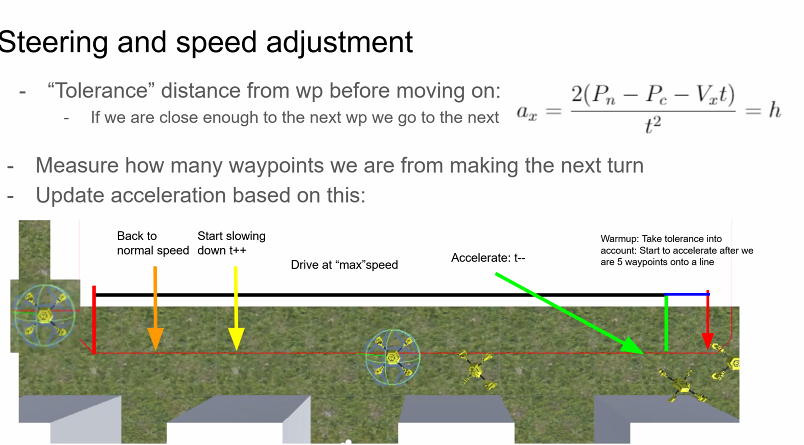 Steering and speed adjustment
- “Tolerance” distance from wp before moving on:
- If we are close enough to the next wp we go to the next
a_x = 2(P_n − P_c − V_x t) / t^2 = h
- Measure how many waypoints we are from making the next turn
- Update acceleration based on this:
Back to
normal speed
Start slowing
down t++
Drive at “max”speed
Accelerate: t--
Warmup: Take tolerance into
account: Start to accelerate after we
are 5 waypoints onto a line